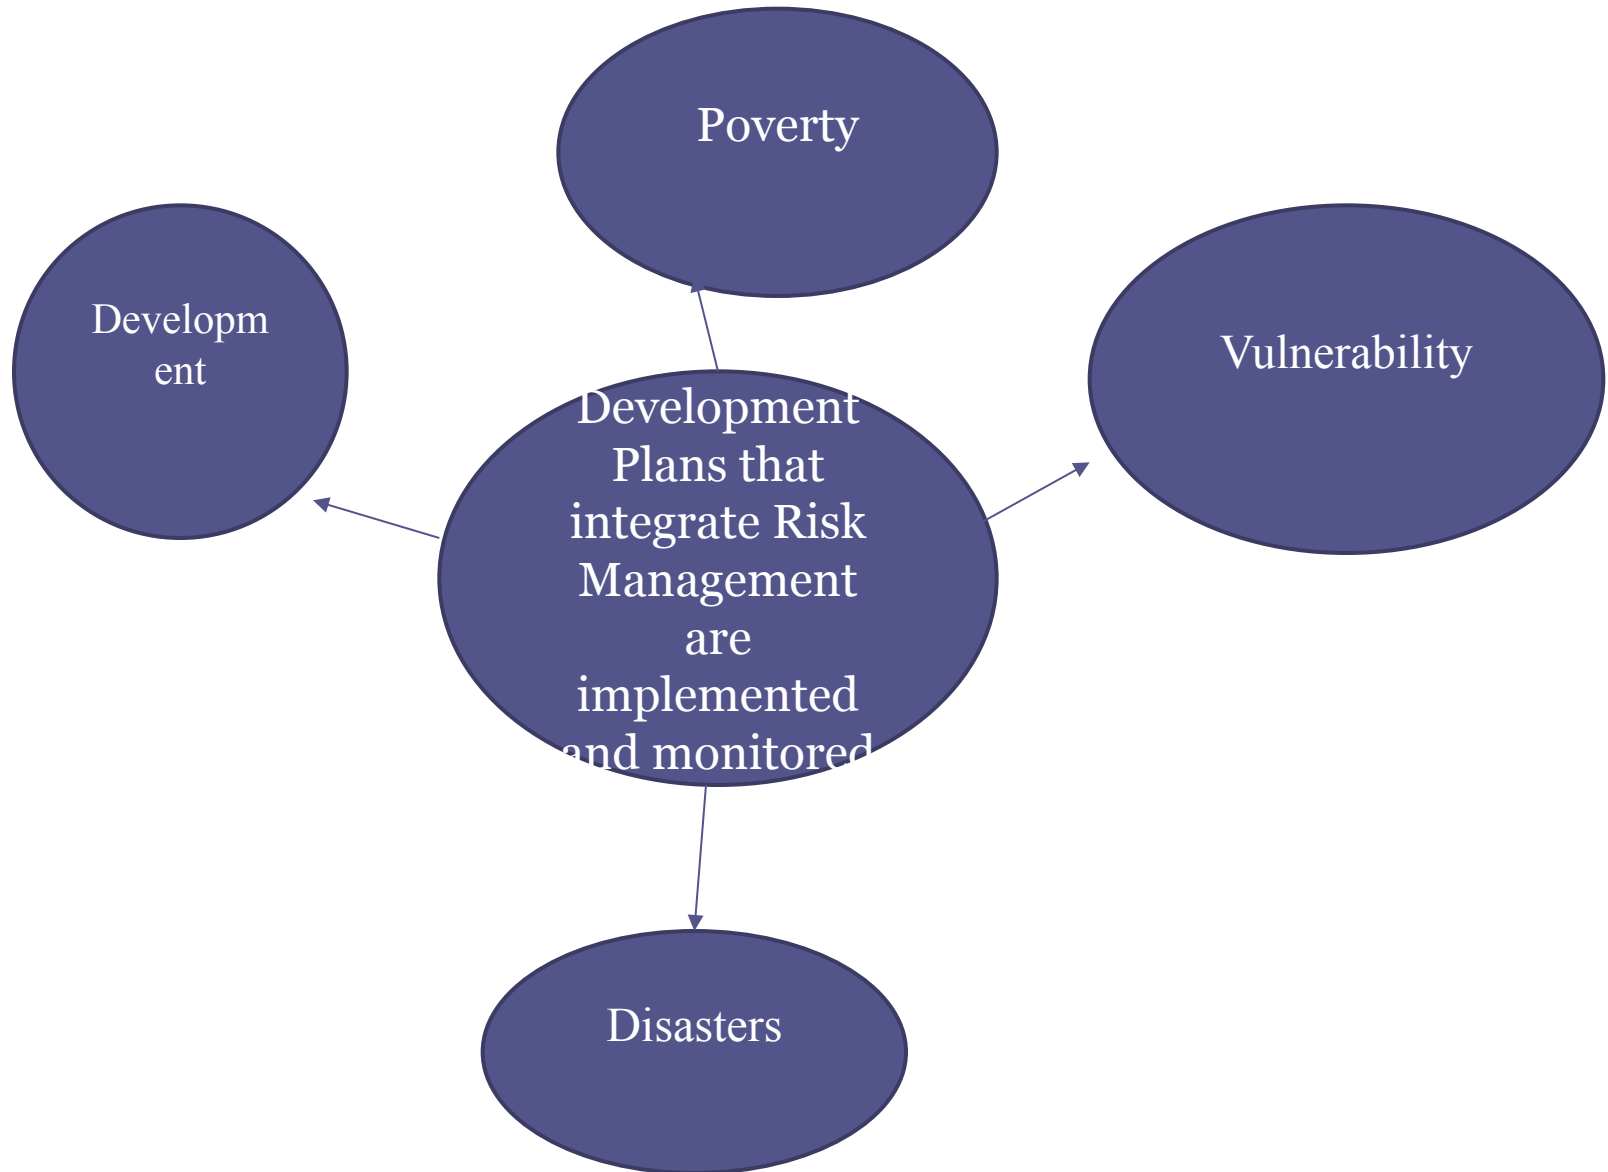 Poverty
Developm
ent
Vulnerability
Development
Plans that
integrate Risk
Management
are
implemented
and monitored
Disasters